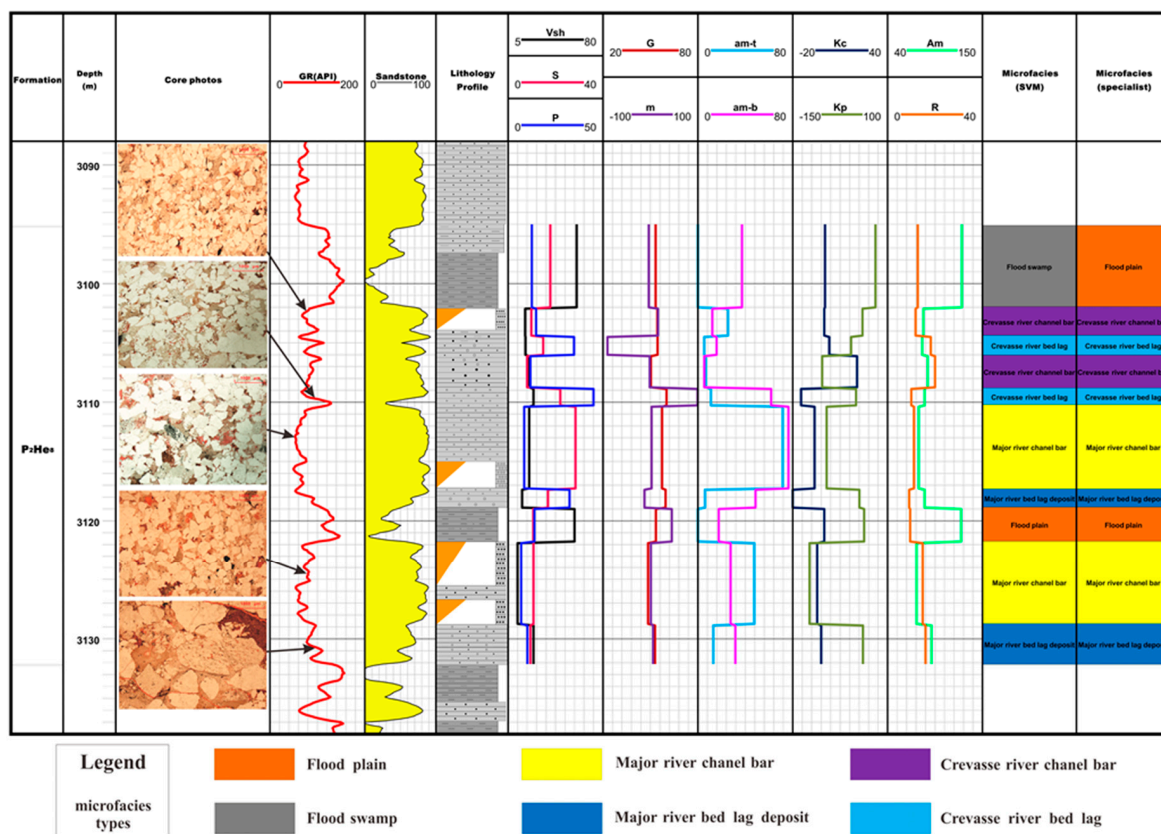 Formation
Depth
(m)
Core photos
GR(API)
0 200
Sandstone
0 100
Lithology
Profile
Vsh
5 80
S
0 40
P
0 50
G
20 80
m
-100 100
am-t
0 80
am-b
0 80
Kc
-20 40
Kp
-150 100
Am
40 150
R
0 40
Microfacies
(SVM)
Microfacies
(specialist)
3090
3100
3110
3120
3130
P₂He₈
Flood swamp
Flood plain
Crevasse river channel bar
Crevasse river channel bar
Crevasse river bed lag
Crevasse river bed lag
Crevasse river channel bar
Crevasse river channel bar
Crevasse river bed lag
Crevasse river bed lag
Major river chanel bar
Major river chanel bar
Major river bed lag deposit
Major river bed lag deposit
Flood plain
Flood plain
Major river chanel bar
Major river chanel bar
Major river bed lag deposit
Major river bed lag deposit
Legend
microfacies
types
Flood plain
Major river chanel bar
Crevasse river chanel bar
Flood swamp
Major river bed lag deposit
Crevasse river bed lag